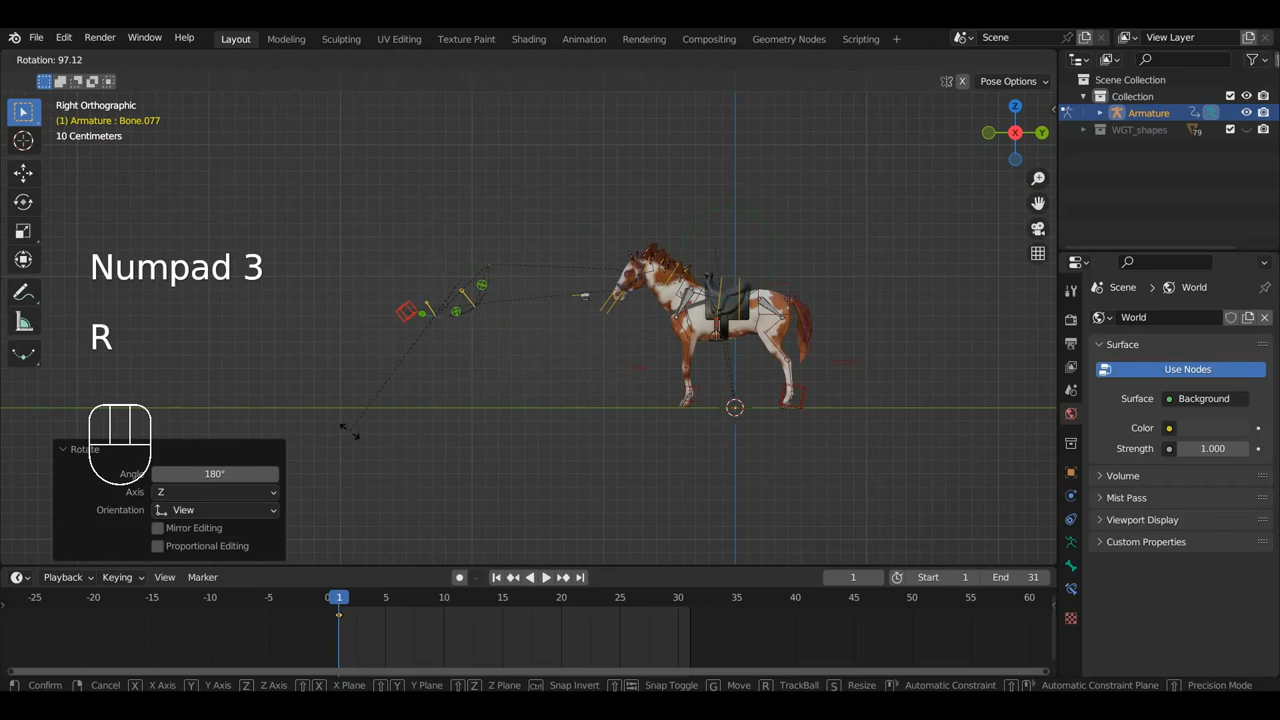 File Edit Render Window Help Layout Modeling Sculpting UV Editing Texture Paint Shading Animation Rendering Compositing Geometry Nodes Scripting + Scene View Layer
Rotation: 97.12
X Pose Options
Scene Collection
Collection
Armature
WGT_shapes 79
Right Orthographic
(1) Armature : Bone.077
10 Centimeters
Z
X
Y
Numpad 3
R
Scene > World
World
Surface
Use Nodes
Surface Background
Color
Strength 1.000
Volume
Mist Pass
Viewport Display
Custom Properties
Rotate
Angle 180°
Axis Z
Orientation View
Mirror Editing
Proportional Editing
Playback Keying View Marker 1 Start 1 End 31
-25 -20 -15 -10 -5 0 1 5 10 15 20 25 30 35 40 45 50 55 60
Confirm Cancel X X Axis Y Y Axis Z Z Axis X X Plane Y Y Plane Z Z Plane Ctrl Snap Invert Snap Toggle G Move R TrackBall S Resize Automatic Constraint Automatic Constraint Plane Precision Mode